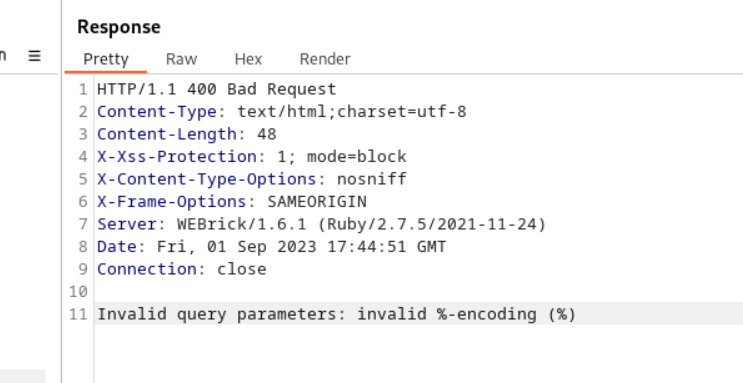 Response
Pretty Raw Hex Render
1 HTTP/1.1 400 Bad Request
2 Content-Type: text/html;charset=utf-8
3 Content-Length: 48
4 X-Xss-Protection: 1; mode=block
5 X-Content-Type-Options: nosniff
6 X-Frame-Options: SAMEORIGIN
7 Server: WEBrick/1.6.1 (Ruby/2.7.5/2021-11-24)
8 Date: Fri, 01 Sep 2023 17:44:51 GMT
9 Connection: close
10
11 Invalid query parameters: invalid %-encoding (%)